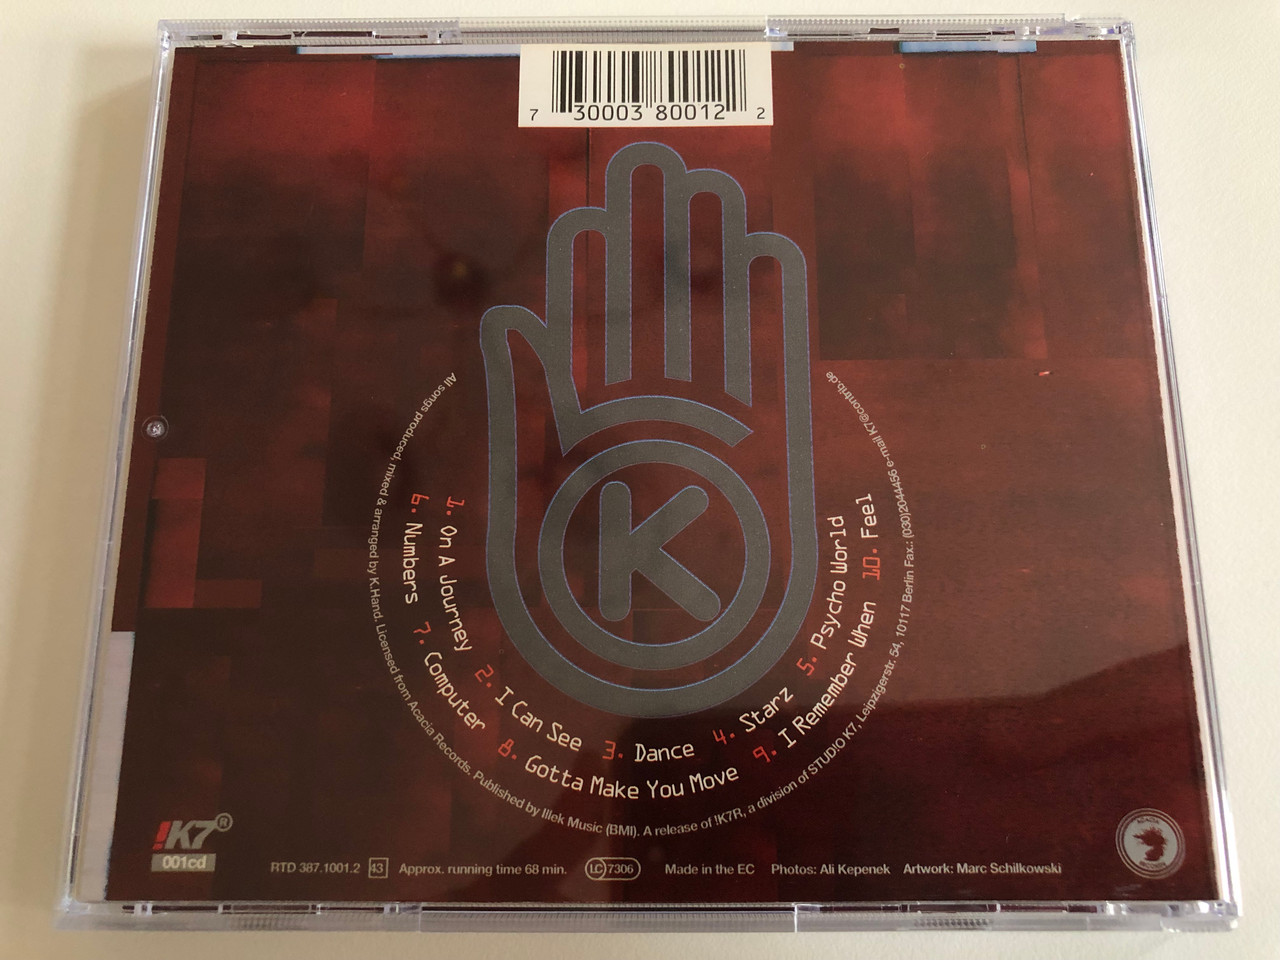 7 30003 80012 2
K
All songs produced, mixed & arranged by K.Hand. Licensed from Acacia Records. Published by Illek Music (BMI). A release of !K7R, a division of STUDIO K7, Leipzigerstr. 54, 10117 Berlin Fax.: (030)2044456 e-mail K7@contrib.de
1. On A Journey 2. I Can See 3. Dance 4. Starz 5. Psycho World
6. Numbers 7. Computer 8. Gotta Make You Move 9. I Remember When 10. Feel
!K7®
001cd
RTD 387.1001.2 43 Approx. running time 68 min. LC 7306 Made in the EC Photos: Ali Kepenek Artwork: Marc Schilkowski
ACACIA
RECORDS